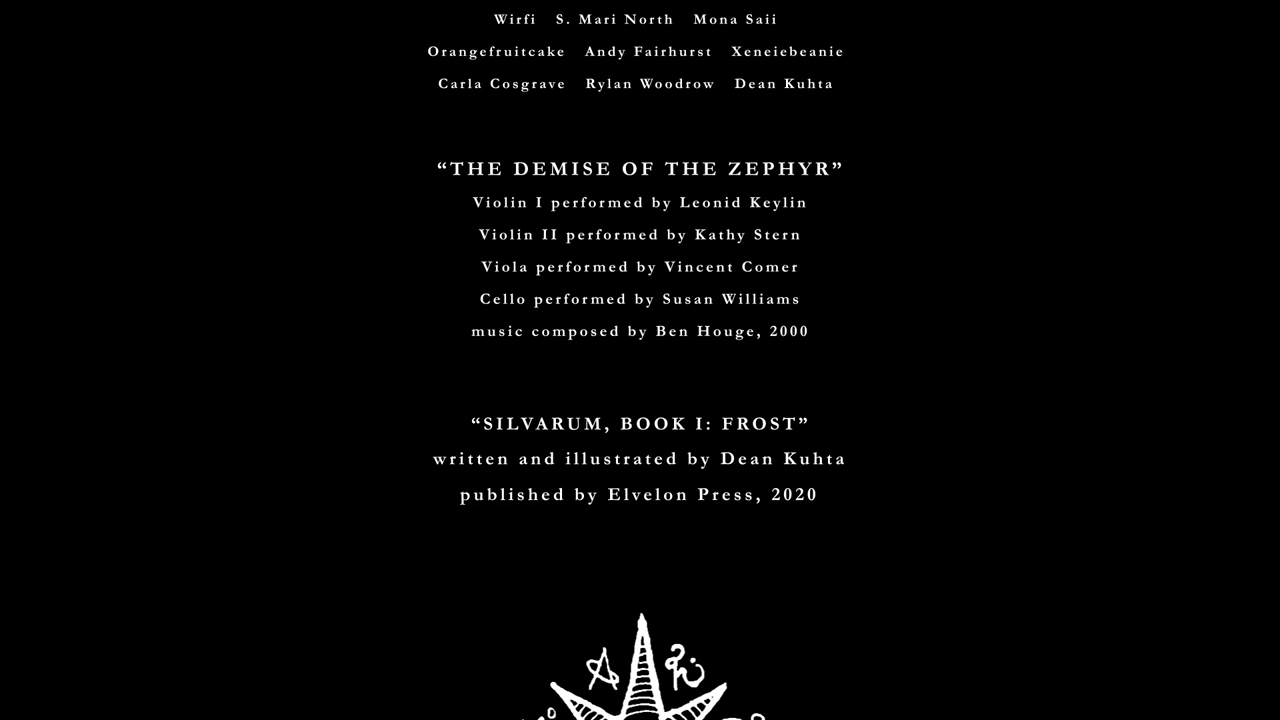 Wirfi S. Mari North Mona Saii
Orangefruitcake Andy Fairhurst Xeneiebeanie
Carla Cosgrave Rylan Woodrow Dean Kuhta
“THE DEMISE OF THE ZEPHYR”
Violin I performed by Leonid Keylin
Violin II performed by Kathy Stern
Viola performed by Vincent Comer
Cello performed by Susan Williams
music composed by Ben Houge, 2000
“SILVARUM, BOOK I: FROST”
written and illustrated by Dean Kuhta
published by Elvelon Press, 2020